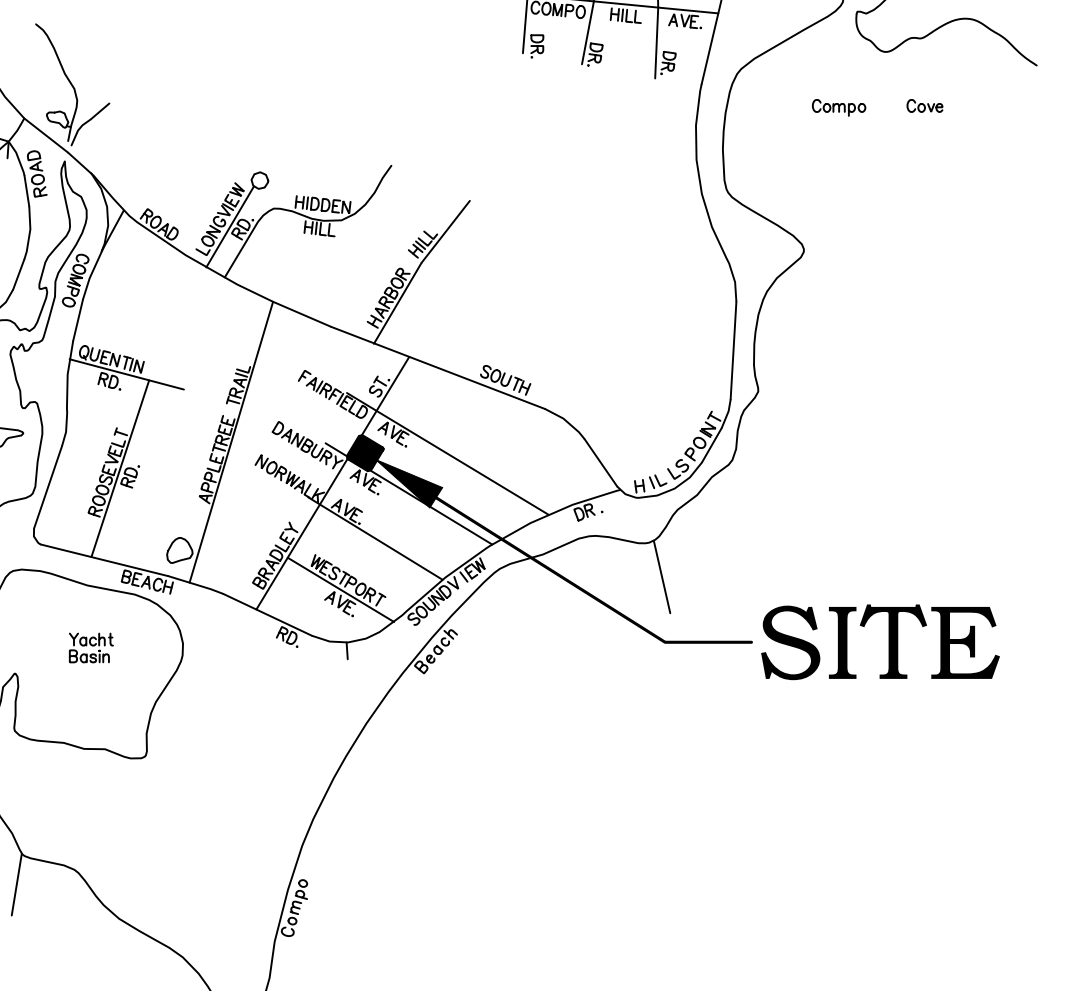 COMPO
HILL
AVE.
DR.
DR.
DR.
Compo Cove
ROAD
ROAD
LONGVIEW
RD.
HIDDEN
HILL
HARBOR HILL
COMPO
QUENTIN
RD.
ROOSEVELT
RD.
APPLETREE TRAIL
FAIRFIELD
AVE.
ST.
SOUTH
DANBURY
AVE.
NORWALK AVE.
BRADLEY
WESTPORT
AVE.
HILLSPOINT
DR.
SOUNDVIEW
BEACH
RD.
Beach
Yacht
Basin
SITE
Compo